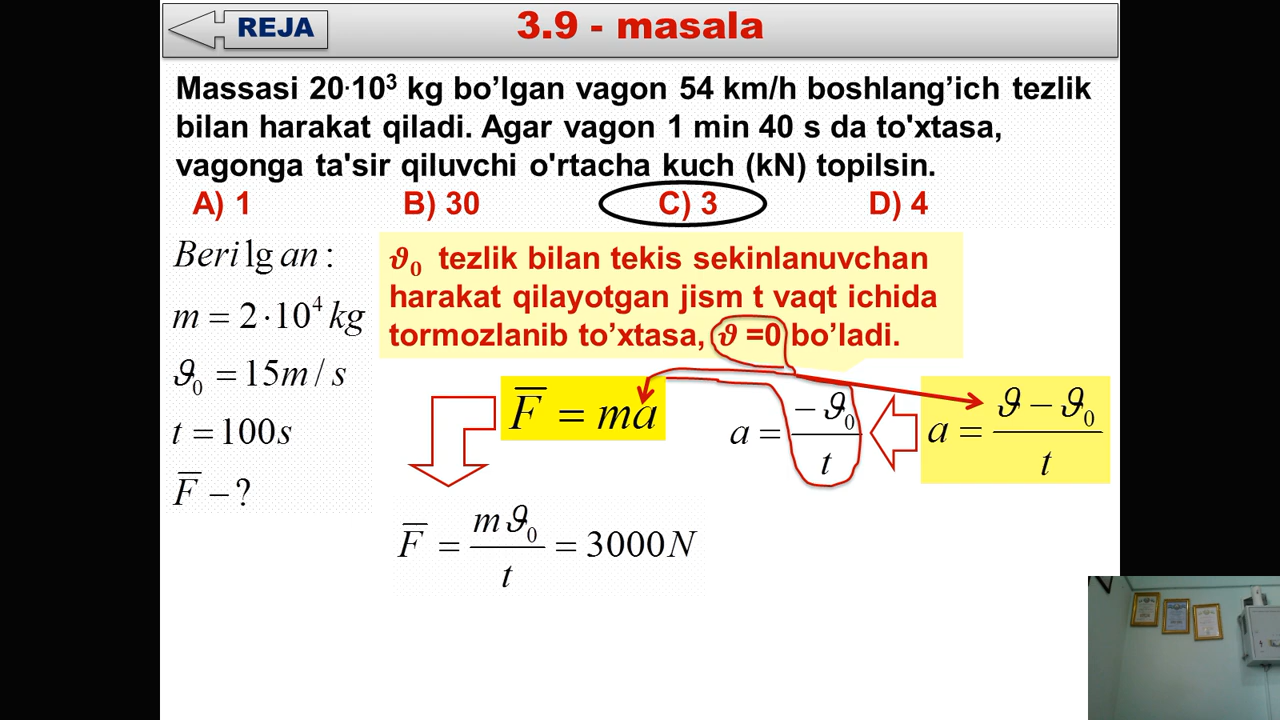 REJA
3.9 - masala
Massasi 20·10³ kg bo’lgan vagon 54 km/h boshlang’ich tezlik
bilan harakat qiladi. Agar vagon 1 min 40 s da to'xtasa,
vagonga ta'sir qiluvchi o'rtacha kuch (kN) topilsin.
A) 1 B) 30 C) 3 D) 4
Berilgan :
m = 2·10⁴ kg
ϑ₀ = 15m / s
t = 100s
F̅ – ?
ϑ₀ tezlik bilan tekis sekinlanuvchan
harakat qilayotgan jism t vaqt ichida
tormozlanib to’xtasa, ϑ =0 bo’ladi.
F̅ = ma
a = −ϑ₀ / t
a = ϑ − ϑ₀ / t
F̅ = mϑ₀ / t = 3000N